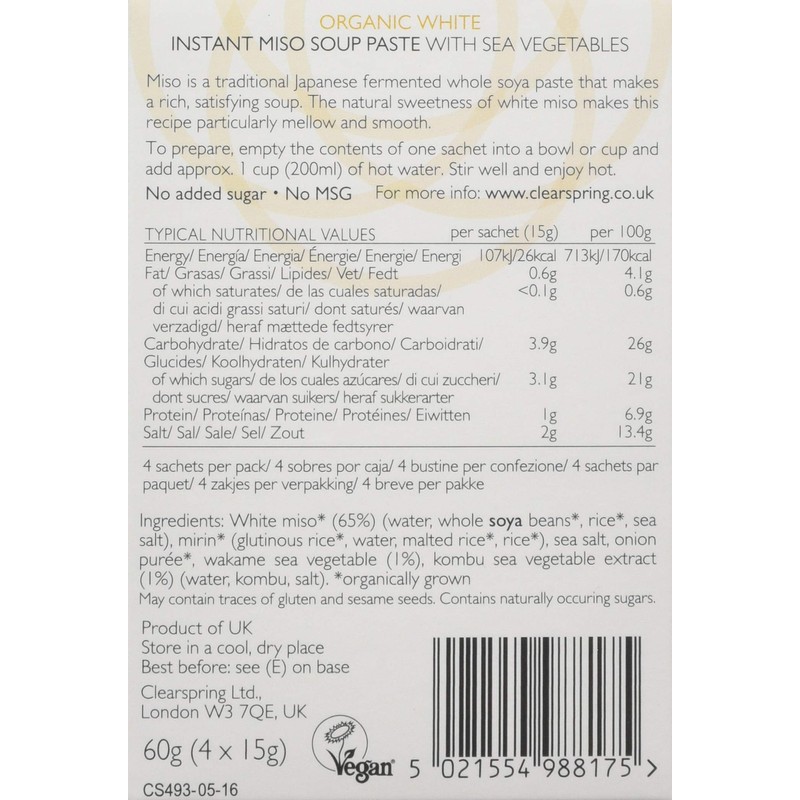 ORGANIC WHITE
INSTANT MISO SOUP PASTE WITH SEA VEGETABLES
Miso is a traditional Japanese fermented whole soya paste that makes
a rich, satisfying soup. The natural sweetness of white miso makes this
recipe particularly mellow and smooth.
To prepare, empty the contents of one sachet into a bowl or cup and
add approx. 1 cup (200ml) of hot water. Stir well and enjoy hot.
No added sugar • No MSG For more info: www.clearspring.co.uk
TYPICAL NUTRITIONAL VALUES per sachet (15g) per 100g
Energy/ Energía/ Energia/ Énergie/ Energie/ Energi 107kJ/26kcal 713kJ/170kcal
Fat/ Grasas/ Grassi/ Lipides/ Vet/ Fedt 0.6g 4.1g
of which saturates/ de las cuales saturadas/ <0.1g 0.6g
di cui acidi grassi saturi/ dont saturés/ waarvan
verzadigd/ heraf mættede fedtsyrer
Carbohydrate/ Hidratos de carbono/ Carboidrati/ 3.9g 26g
Glucides/ Koolhydraten/ Kulhydrater
of which sugars/ de los cuales azúcares/ di cui zuccheri/ 3.1g 21g
dont sucres/ waarvan suikers/ heraf sukkerarter
Protein/ Proteínas/ Proteine/ Protéines/ Eiwitten 1g 6.9g
Salt/ Sal/ Sale/ Sel/ Zout 2g 13.4g
4 sachets per pack/ 4 sobres por caja/ 4 bustine per confezione/ 4 sachets par
paquet/ 4 zakjes per verpakking/ 4 breve per pakke
Ingredients: White miso* (65%) (water, whole soya beans*, rice*, sea
salt), mirin* (glutinous rice*, water, malted rice*, rice*), sea salt, onion
purée*, wakame sea vegetable (1%), kombu sea vegetable extract
(1%) (water, kombu, salt). *organically grown
May contain traces of gluten and sesame seeds. Contains naturally occuring sugars.
Product of UK
Store in a cool, dry place
Best before: see (E) on base
Clearspring Ltd.,
London W3 7QE, UK
60g (4 x 15g)
Vegan
5 021554 988175 >
CS493-05-16